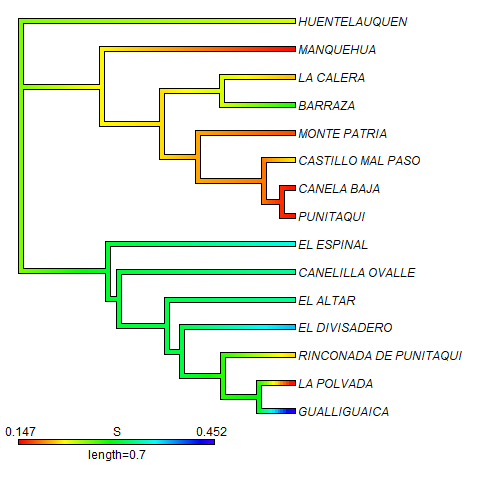 HUENTELAUQUEN
MANQUEHUA
LA CALERA
BARRAZA
MONTE PATRIA
CASTILLO MAL PASO
CANELA BAJA
PUNITAQUI
EL ESPINAL
CANELILLA OVALLE
EL ALTAR
EL DIVISADERO
RINCONADA DE PUNITAQUI
LA POLVADA
GUALLIGUAICA
0.147 S 0.452
length=0.7